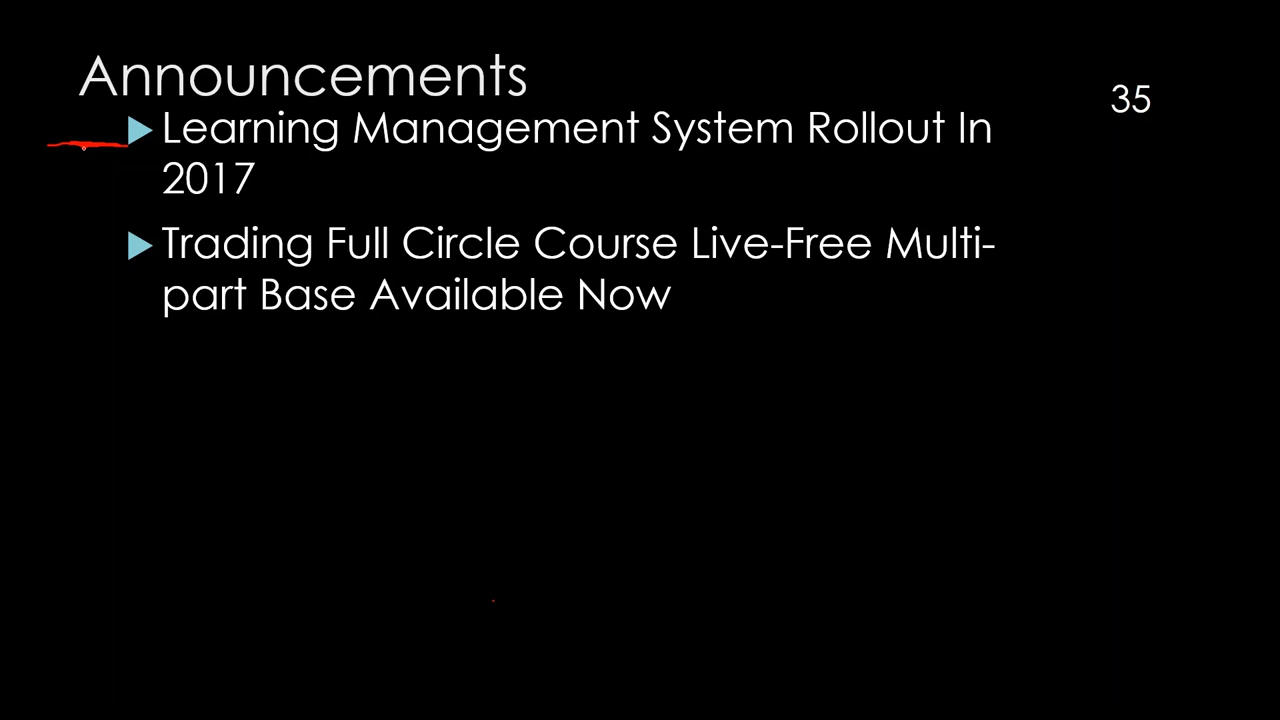 Announcements
35
Learning Management System Rollout In
2017
Trading Full Circle Course Live-Free Multi-
part Base Available Now